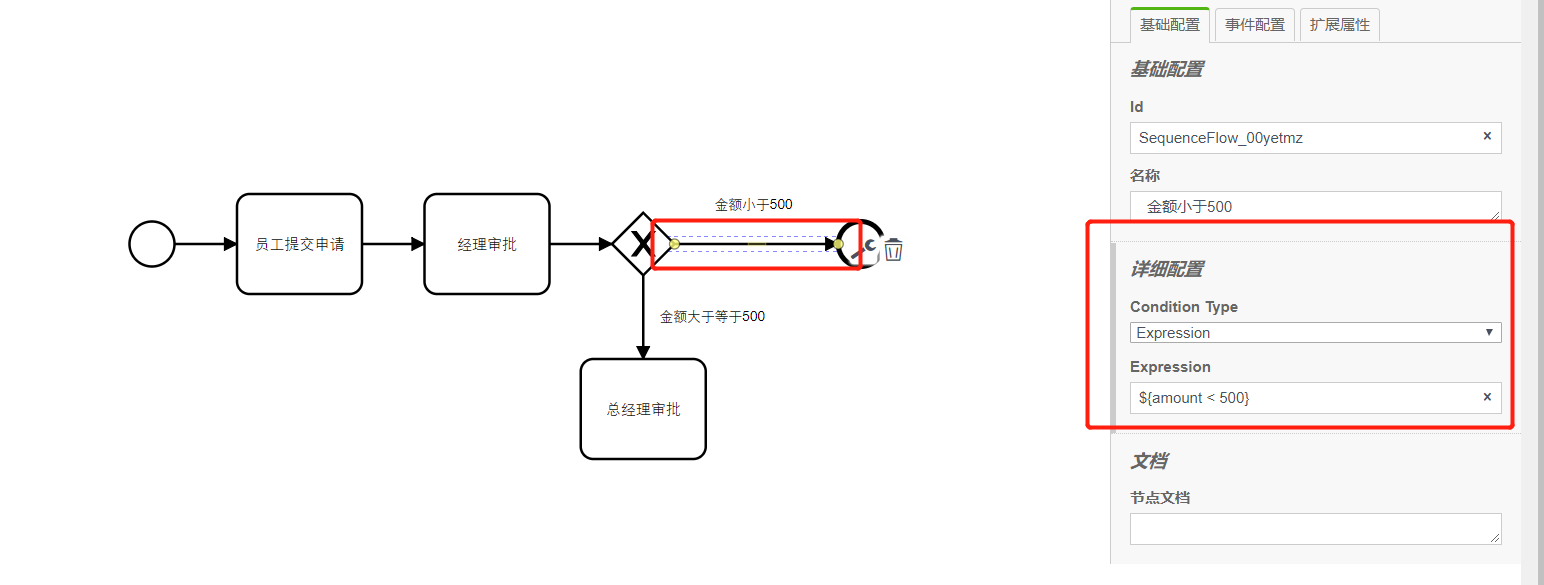 基础配置
事件配置
扩展属性
基础配置
Id
SequenceFlow_00yetmz
名称
金额小于500
详细配置
Condition Type
Expression
Expression
${amount < 500}
文档
节点文档
金额小于500
员工提交申请
经理审批
金额大于等于500
总经理审批